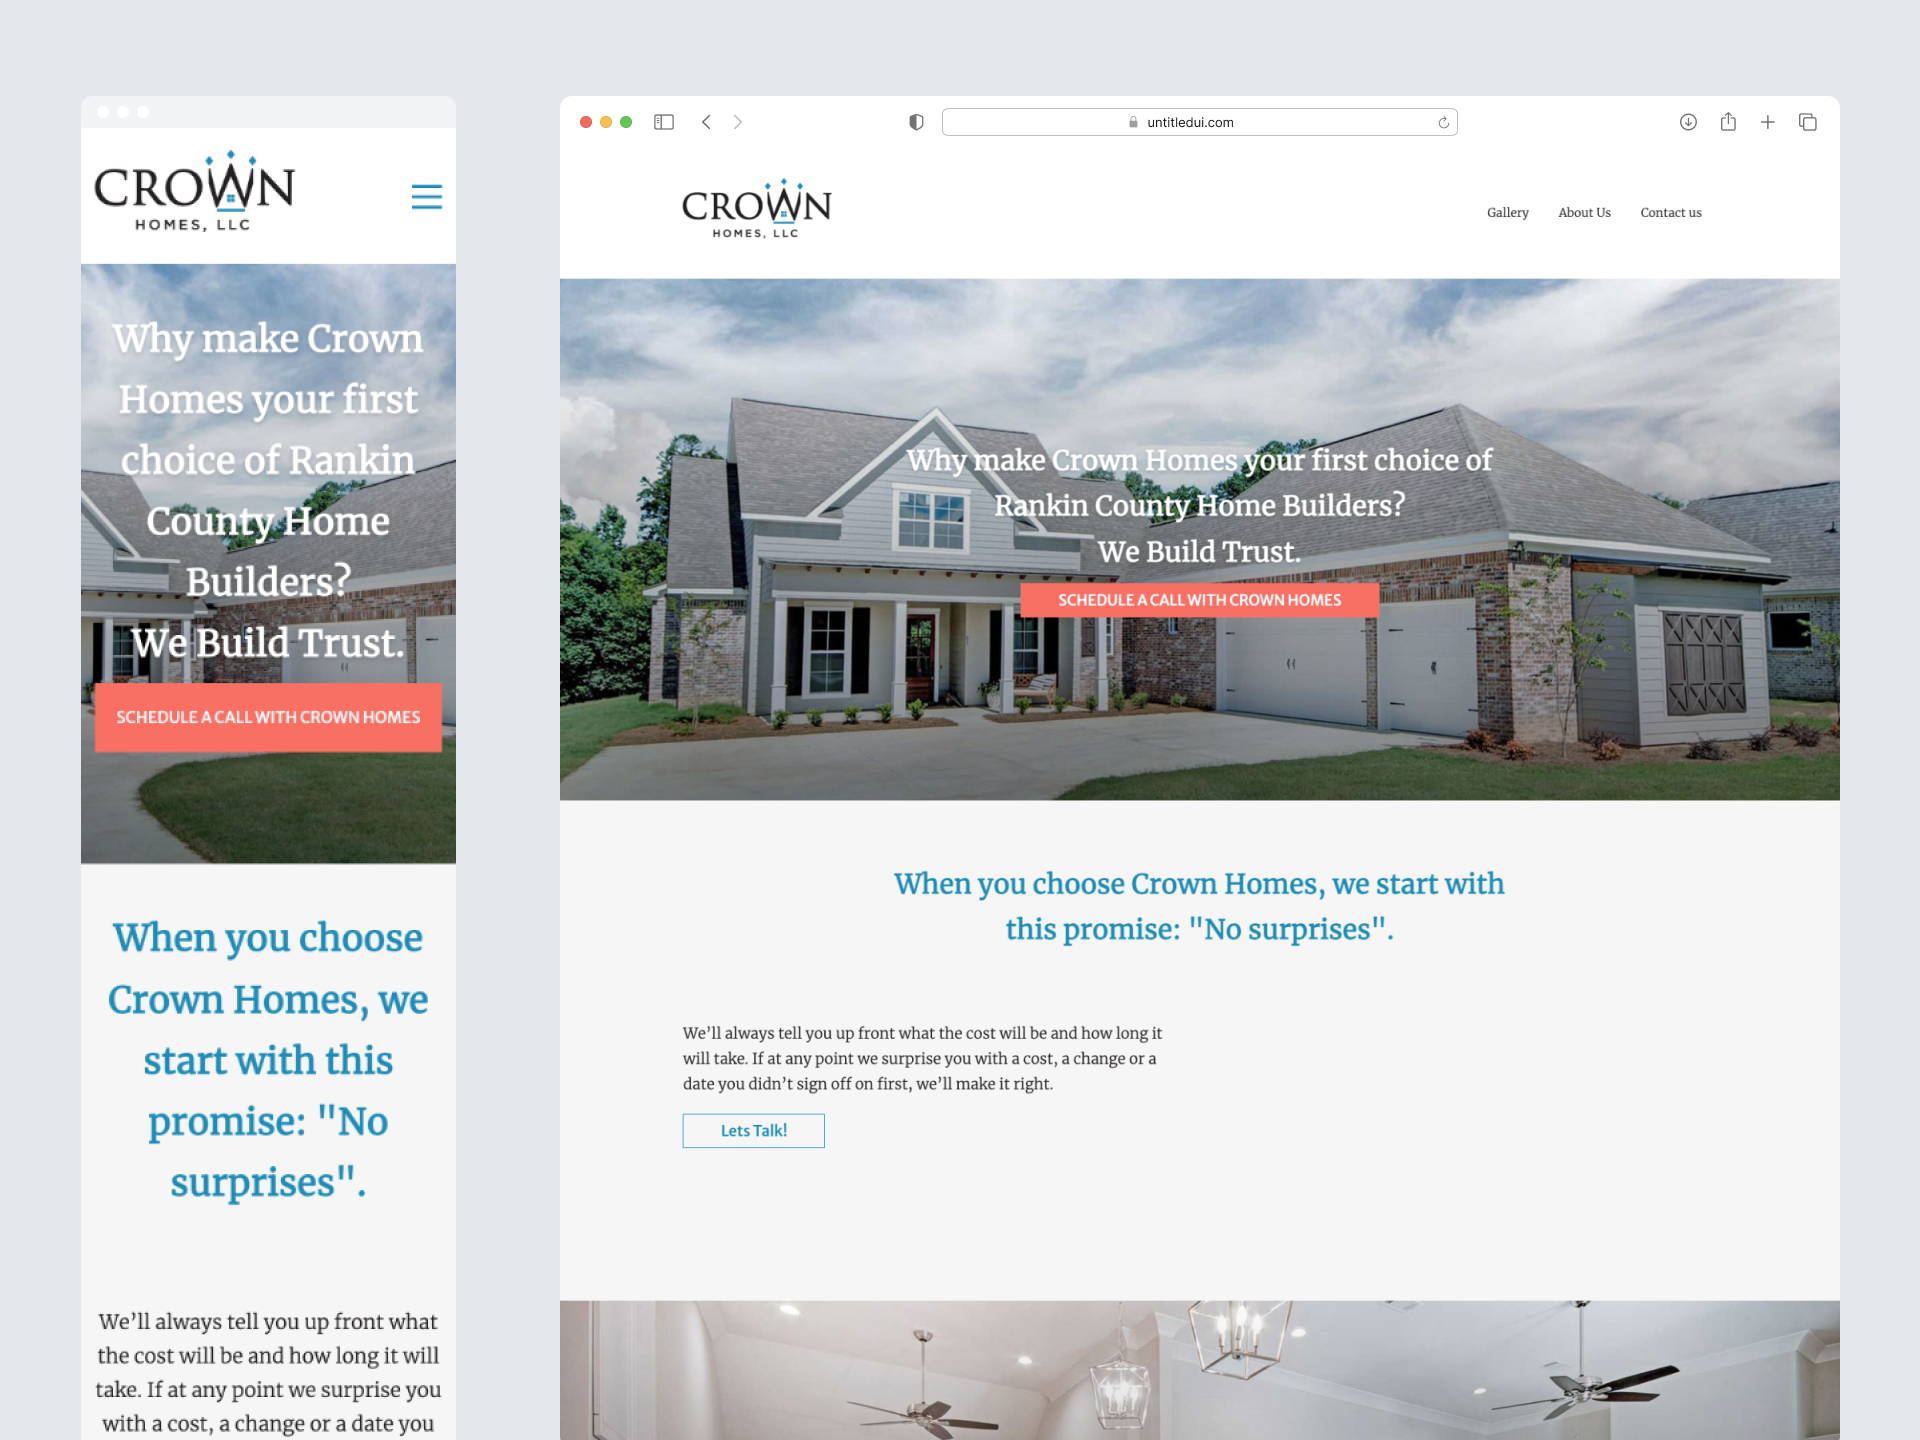 CROWN
HOMES, LLC
Why make Crown
Homes your first
choice of Rankin
County Home
Builders?
We Build Trust.
SCHEDULE A CALL WITH CROWN HOMES
When you choose
Crown Homes, we
start with this
promise: "No
surprises".
We’ll always tell you up front what
the cost will be and how long it will
take. If at any point we surprise you
with a cost, a change or a date you
untitledui.com
CROWN
HOMES, LLC
Gallery About Us Contact us
Why make Crown Homes your first choice of
Rankin County Home Builders?
We Build Trust.
SCHEDULE A CALL WITH CROWN HOMES
When you choose Crown Homes, we start with
this promise: "No surprises".
We’ll always tell you up front what the cost will be and how long it
will take. If at any point we surprise you with a cost, a change or a
date you didn’t sign off on first, we’ll make it right.
Lets Talk!